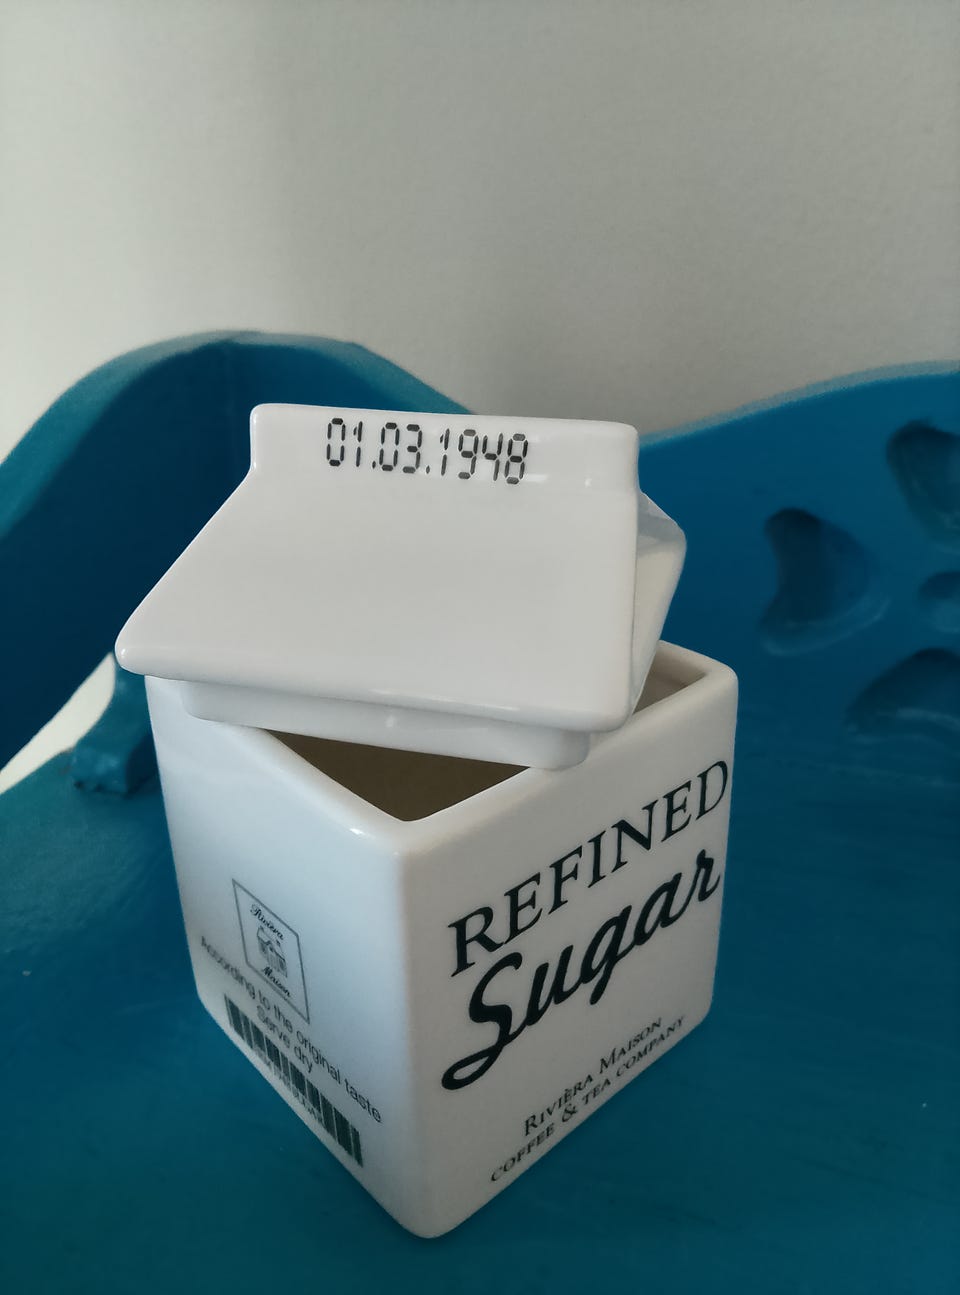 01.03.1948
REFINED
Sugar
RIVIÈRA MAISON
COFFEE & TEA COMPANY
Rivièra
Maison
According to the original taste
Serve dry